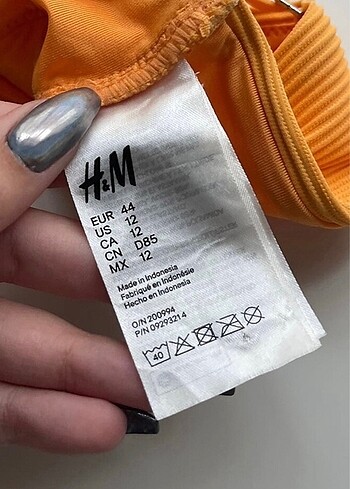 H&M
EUR 44
US 12
CA 12
CN D85
MX 12
Made in Indonesia
Fabriqué en Indonésie
Hecho en Indonesia
O/N 200994
P/N 09293214
40